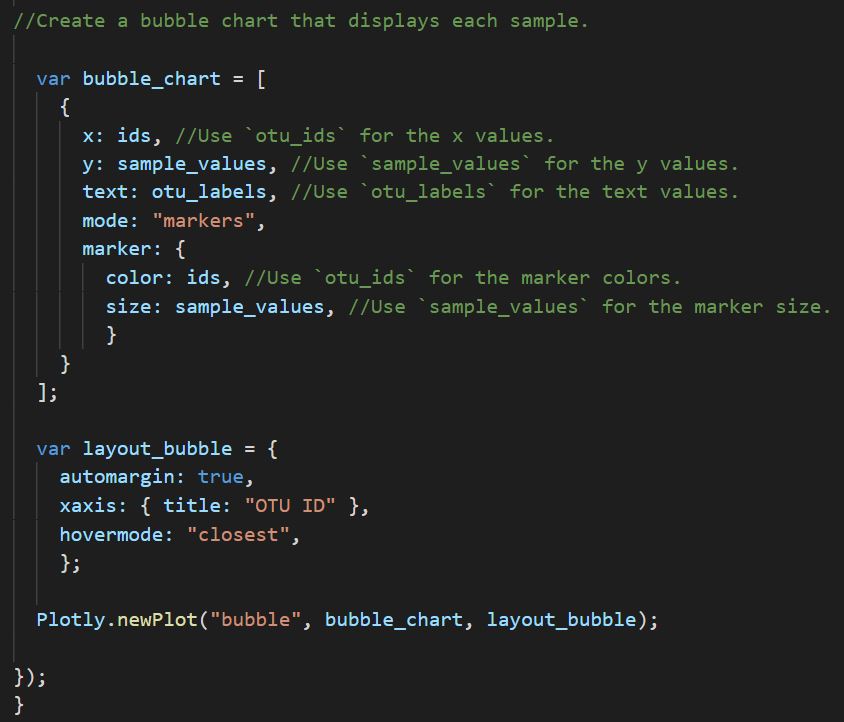 //Create a bubble chart that displays each sample.
var bubble_chart = [
{
x: ids, //Use `otu_ids` for the x values.
y: sample_values, //Use `sample_values` for the y values.
text: otu_labels, //Use `otu_labels` for the text values.
mode: "markers",
marker: {
color: ids, //Use `otu_ids` for the marker colors.
size: sample_values, //Use `sample_values` for the marker size.
}
}
];
var layout_bubble = {
automargin: true,
xaxis: { title: "OTU ID" },
hovermode: "closest",
};
Plotly.newPlot("bubble", bubble_chart, layout_bubble);
});
}